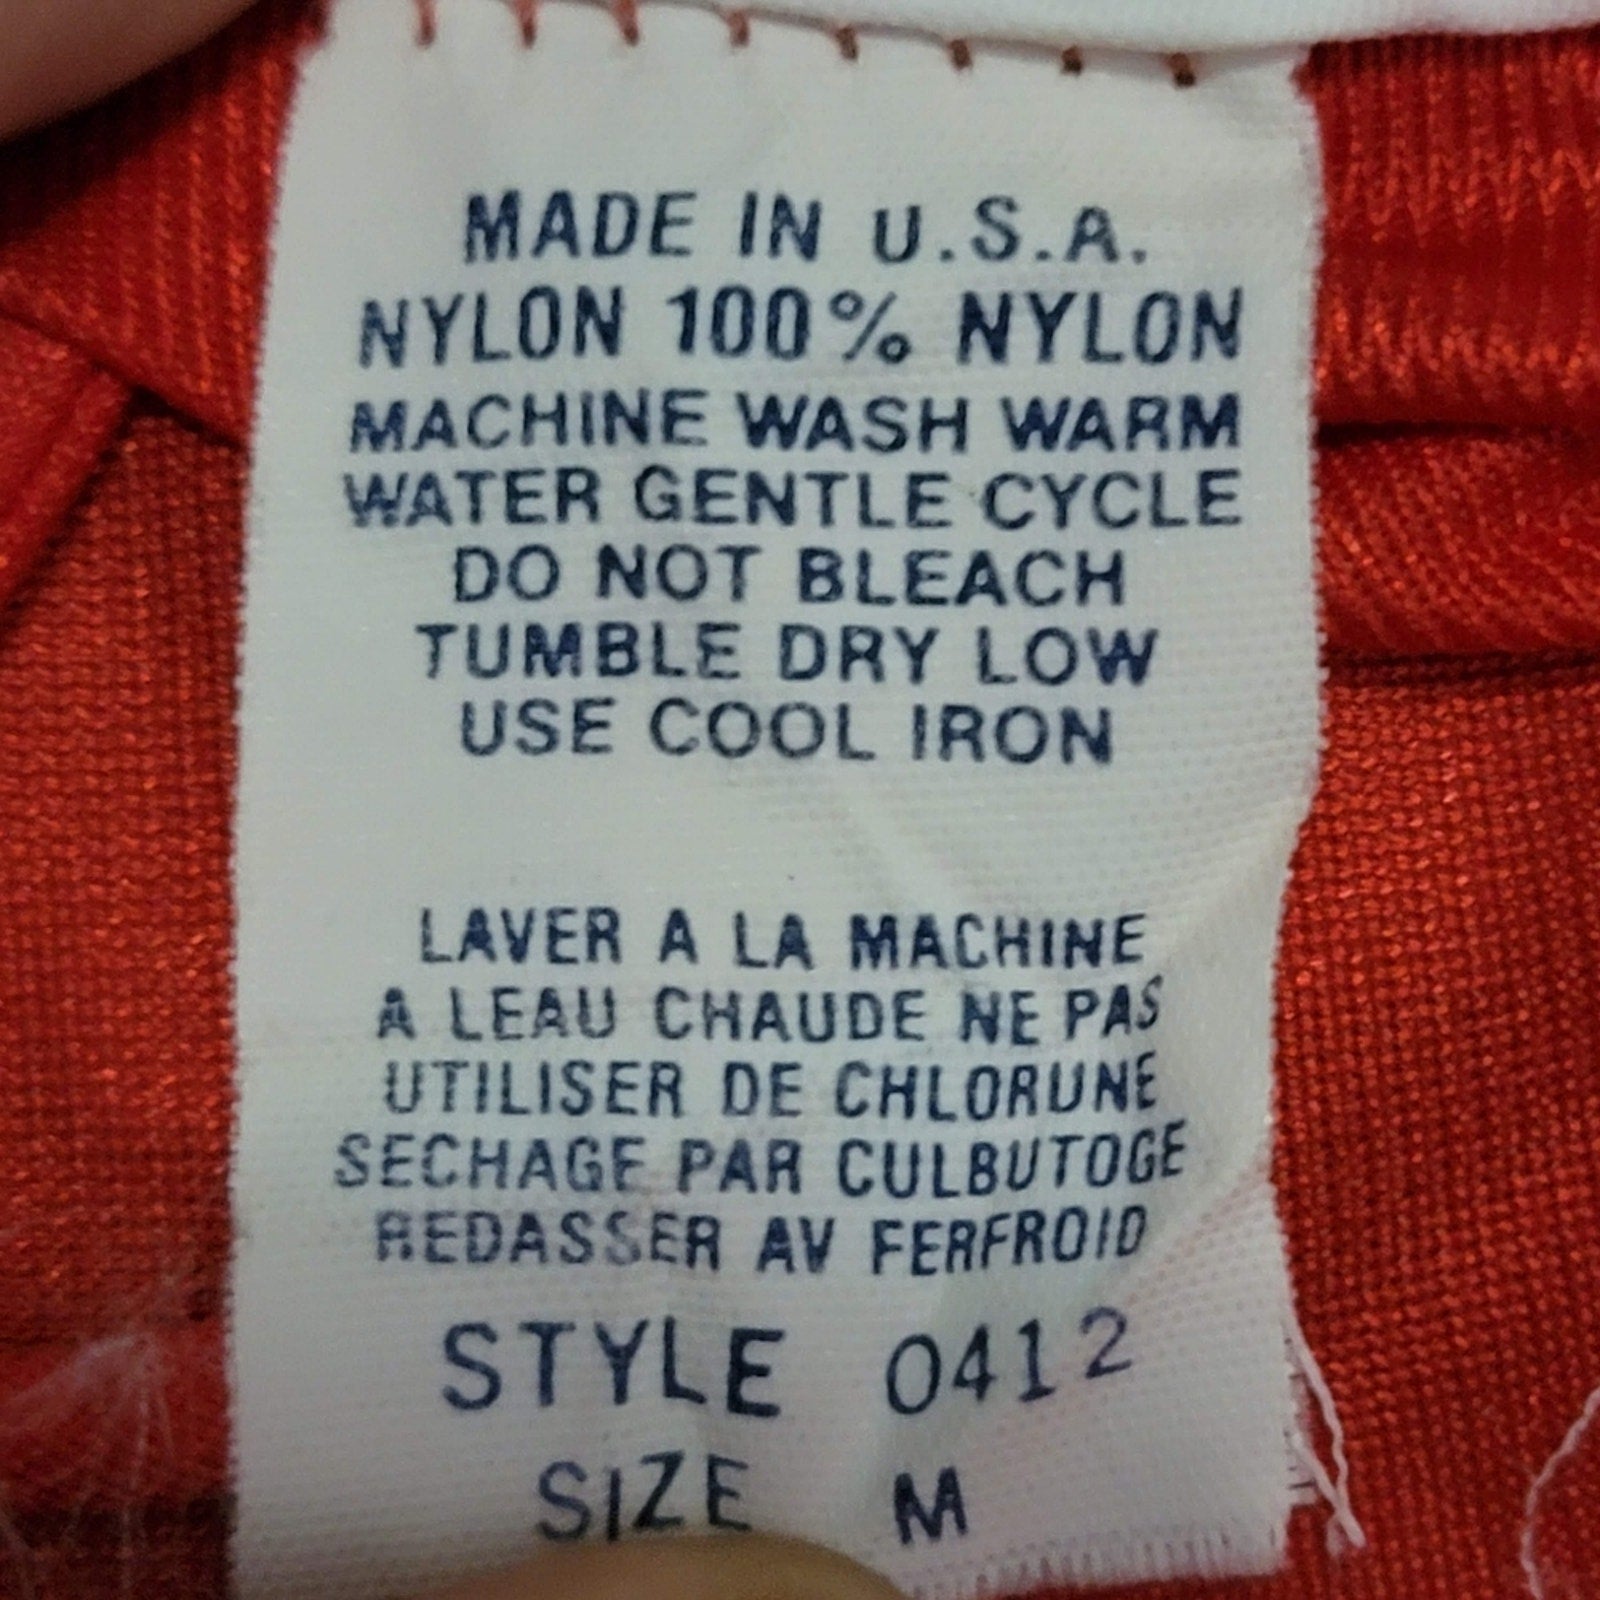 MADE IN U.S.A.
NYLON 100% NYLON
MACHINE WASH WARM
WATER GENTLE CYCLE
DO NOT BLEACH
TUMBLE DRY LOW
USE COOL IRON
LAVER A LA MACHINE
A LEAU CHAUDE NE PAS
UTILISER DE CHLORUNE
SECHAGE PAR CULBUTOGE
REDASSER AV FERFROID
STYLE 0412
SIZE M